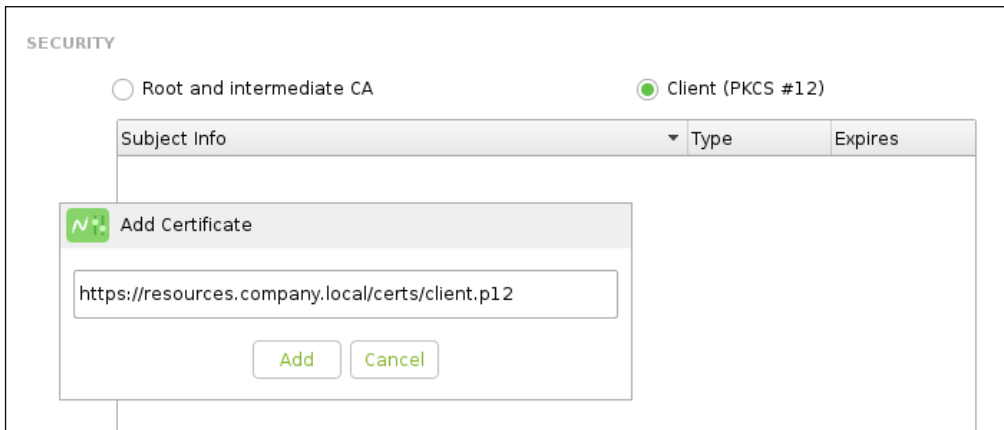 SECURITY
Root and intermediate CA Client (PKCS #12)
Subject Info Type Expires
Add Certificate
https://resources.company.local/certs/client.p12
Add Cancel